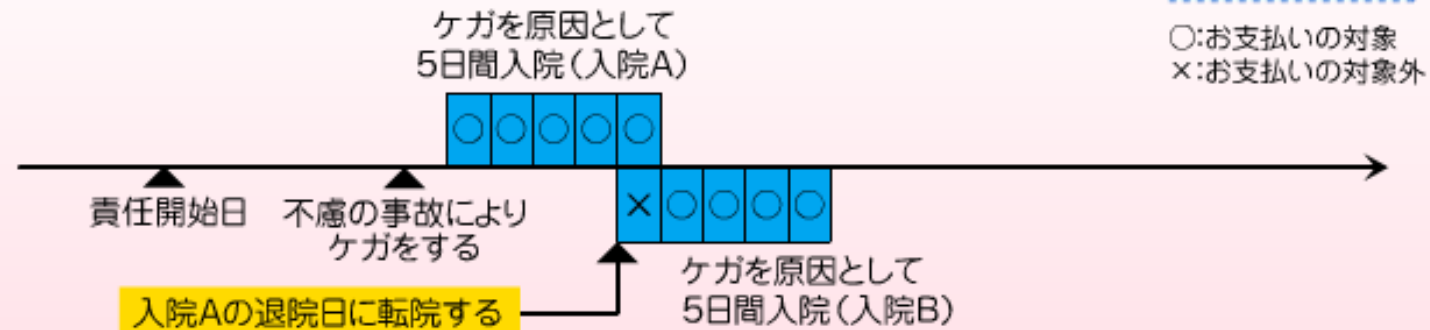 ケガを原因として
5日間入院(入院A)
○:お支払いの対象
×:お支払いの対象外
○○○○○
×○○○○
責任開始日
不慮の事故により
ケガをする
入院Aの退院日に転院する
ケガを原因として
5日間入院(入院B)